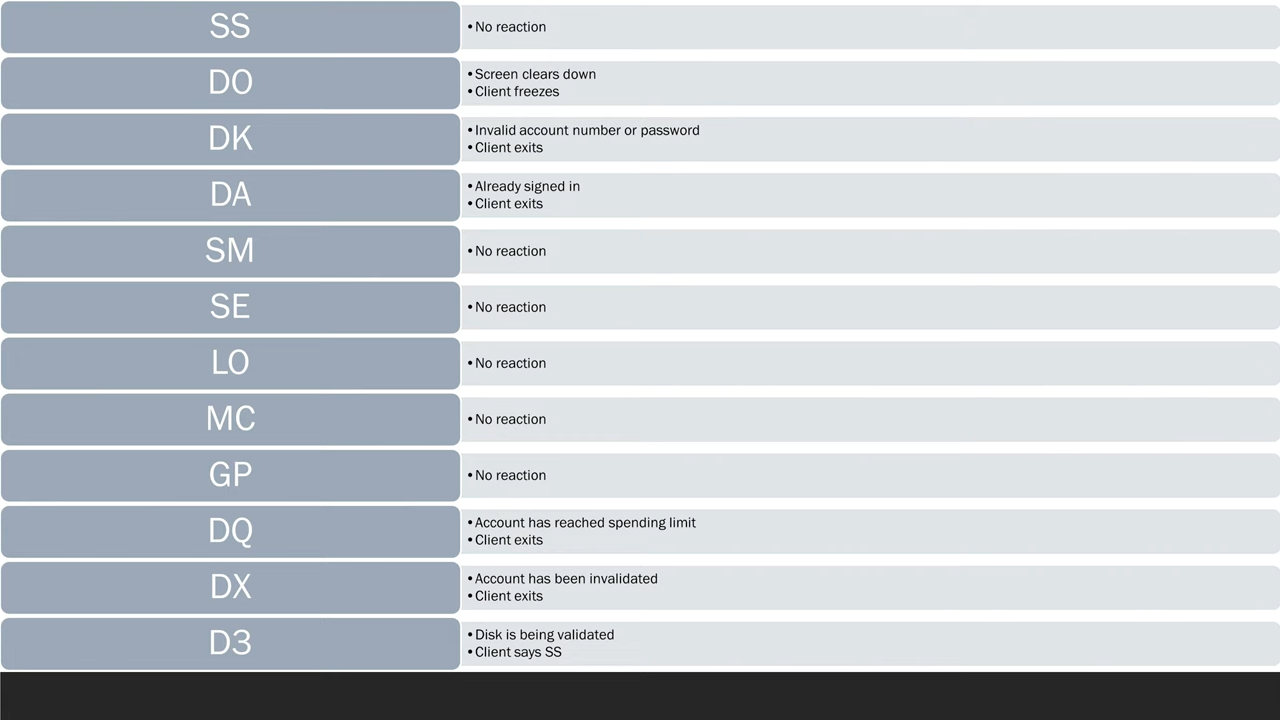 SS
•No reaction
DO
•Screen clears down
•Client freezes
DK
•Invalid account number or password
•Client exits
DA
•Already signed in
•Client exits
SM
•No reaction
SE
•No reaction
LO
•No reaction
MC
•No reaction
GP
•No reaction
DQ
•Account has reached spending limit
•Client exits
DX
•Account has been invalidated
•Client exits
D3
•Disk is being validated
•Client says SS